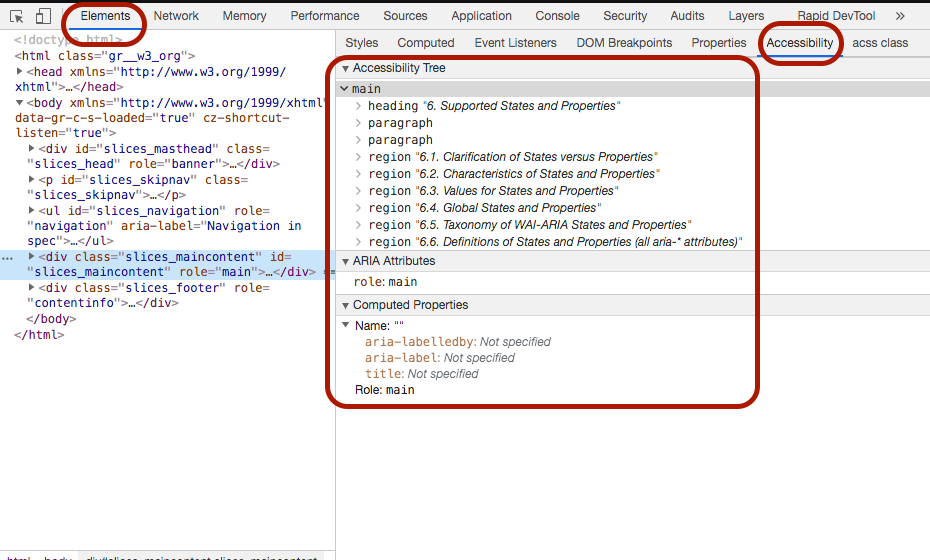 Elements Network Memory Performance Sources Application Console Security Audits Layers Rapid DevTool »
<!doctype html>
<html class="gr__w3_org">
▶<head xmlns="http://www.w3.org/1999/
xhtml">…</head>
▼<body xmlns="http://www.w3.org/1999/xhtml"
data-gr-c-s-loaded="true" cz-shortcut-
listen="true">
▶<div id="slices_masthead" class=
"slices_head" role="banner">…</div>
▶<p id="slices_skipnav" class=
"slices_skipnav">…</p>
▶<ul id="slices_navigation" role=
"navigation" aria-label="Navigation in
spec">…</ul>
… ▶<div class="slices_maincontent" id=
"slices_maincontent" role="main">…</div> ==
▶<div class="slices_footer" role=
"contentinfo">…</div>
</body>
</html>
Styles Computed Event Listeners DOM Breakpoints Properties Accessibility acss class
▼ Accessibility Tree
main
heading "6. Supported States and Properties"
paragraph
paragraph
region "6.1. Clarification of States versus Properties"
region "6.2. Characteristics of States and Properties"
region "6.3. Values for States and Properties"
region "6.4. Global States and Properties"
region "6.5. Taxonomy of WAI-ARIA States and Properties"
region "6.6. Definitions of States and Properties (all aria-* attributes)"
▼ ARIA Attributes
role: main
▼ Computed Properties
▼ Name: ""
aria-labelledby: Not specified
aria-label: Not specified
title: Not specified
Role: main
html body div#slices_maincontent.slices_maincontent